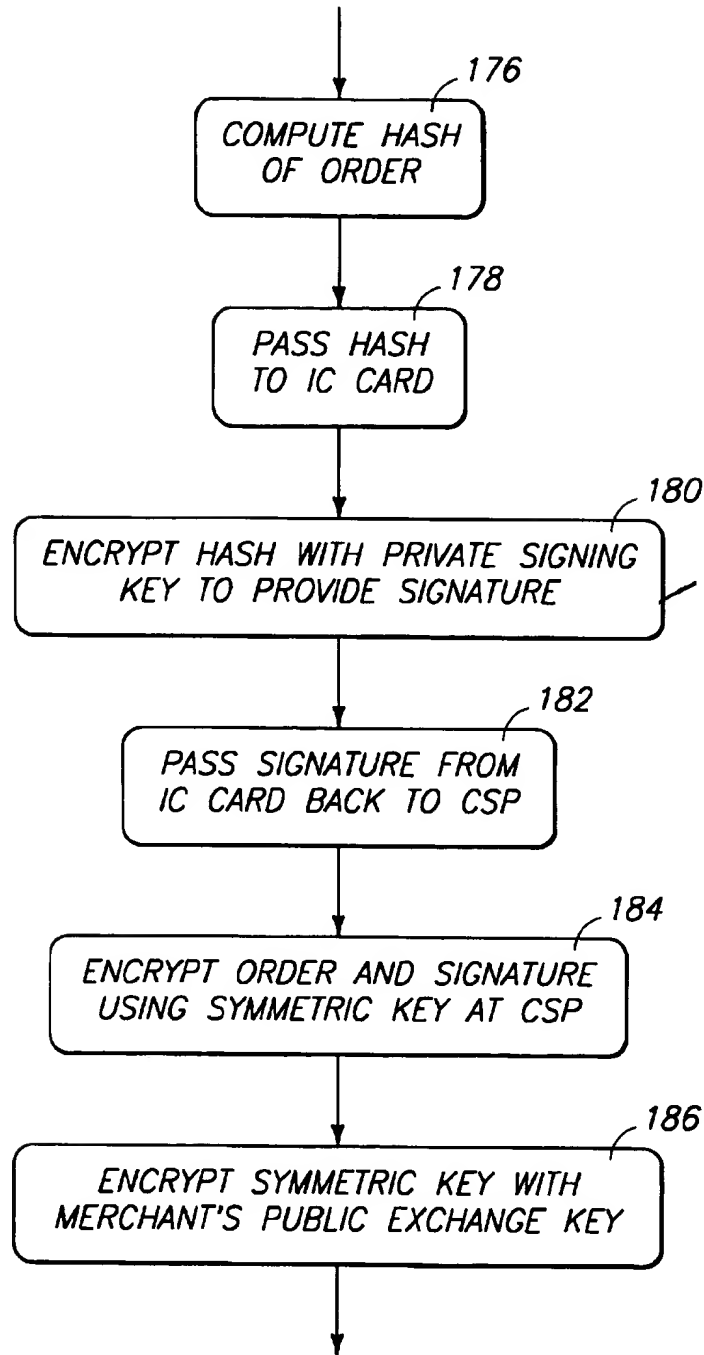 176
COMPUTE HASH
OF ORDER
178
PASS HASH
TO IC CARD
180
ENCRYPT HASH WITH PRIVATE SIGNING
KEY TO PROVIDE SIGNATURE
182
PASS SIGNATURE FROM
IC CARD BACK TO CSP
184
ENCRYPT ORDER AND SIGNATURE
USING SYMMETRIC KEY AT CSP
186
ENCRYPT SYMMETRIC KEY WITH
MERCHANT'S PUBLIC EXCHANGE KEY